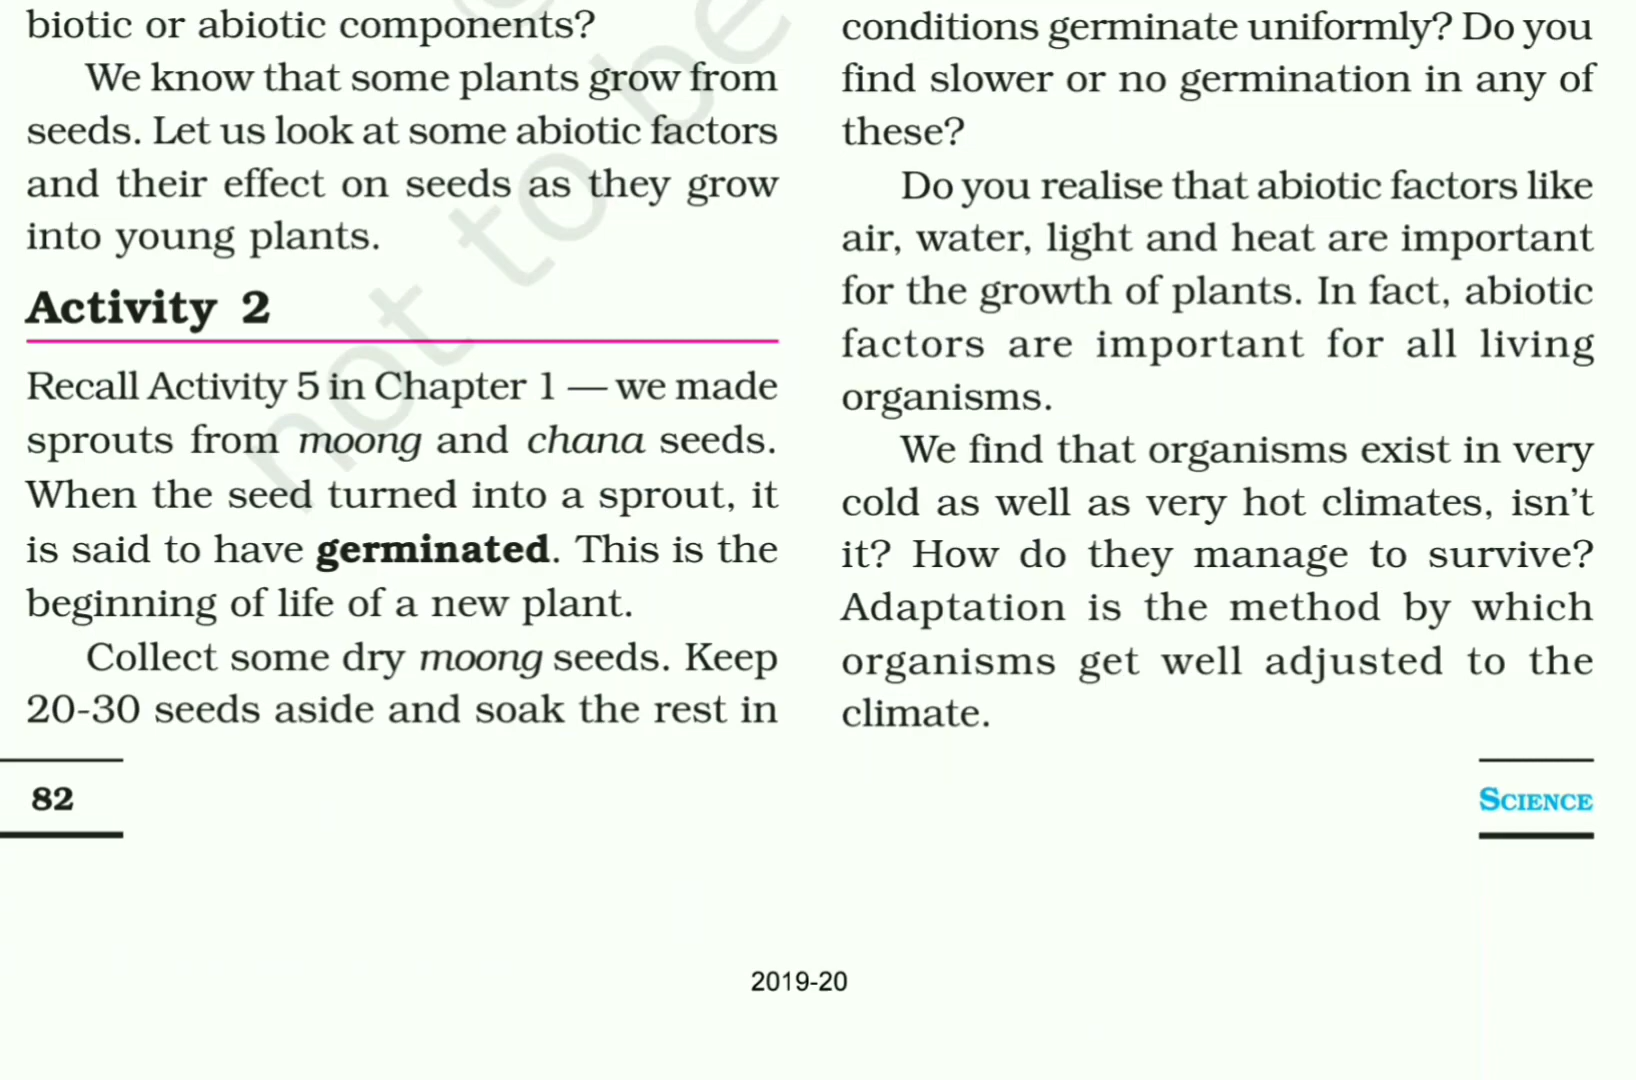 biotic or abiotic components?
We know that some plants grow from
seeds. Let us look at some abiotic factors
and their effect on seeds as they grow
into young plants.
Activity 2
Recall Activity 5 in Chapter 1 — we made
sprouts from moong and chana seeds.
When the seed turned into a sprout, it
is said to have germinated. This is the
beginning of life of a new plant.
Collect some dry moong seeds. Keep
20-30 seeds aside and soak the rest in
conditions germinate uniformly? Do you
find slower or no germination in any of
these?
Do you realise that abiotic factors like
air, water, light and heat are important
for the growth of plants. In fact, abiotic
factors are important for all living
organisms.
We find that organisms exist in very
cold as well as very hot climates, isn't
it? How do they manage to survive?
Adaptation is the method by which
organisms get well adjusted to the
climate.
82
SCIENCE
2019-20
not to be